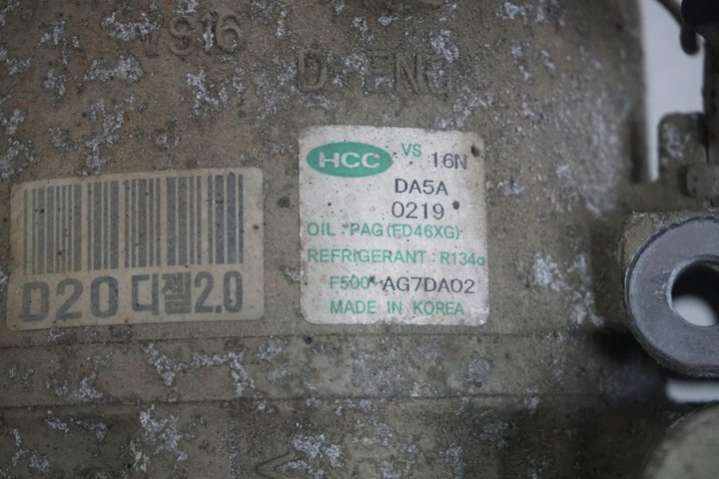 VS16
D-ENG
HCC VS 16N
DA5A
0219
OIL : PAG (FD46XG)
REFRIGERANT : R134a
F500-AG7DA02
MADE IN KOREA
D20 디젤2.0